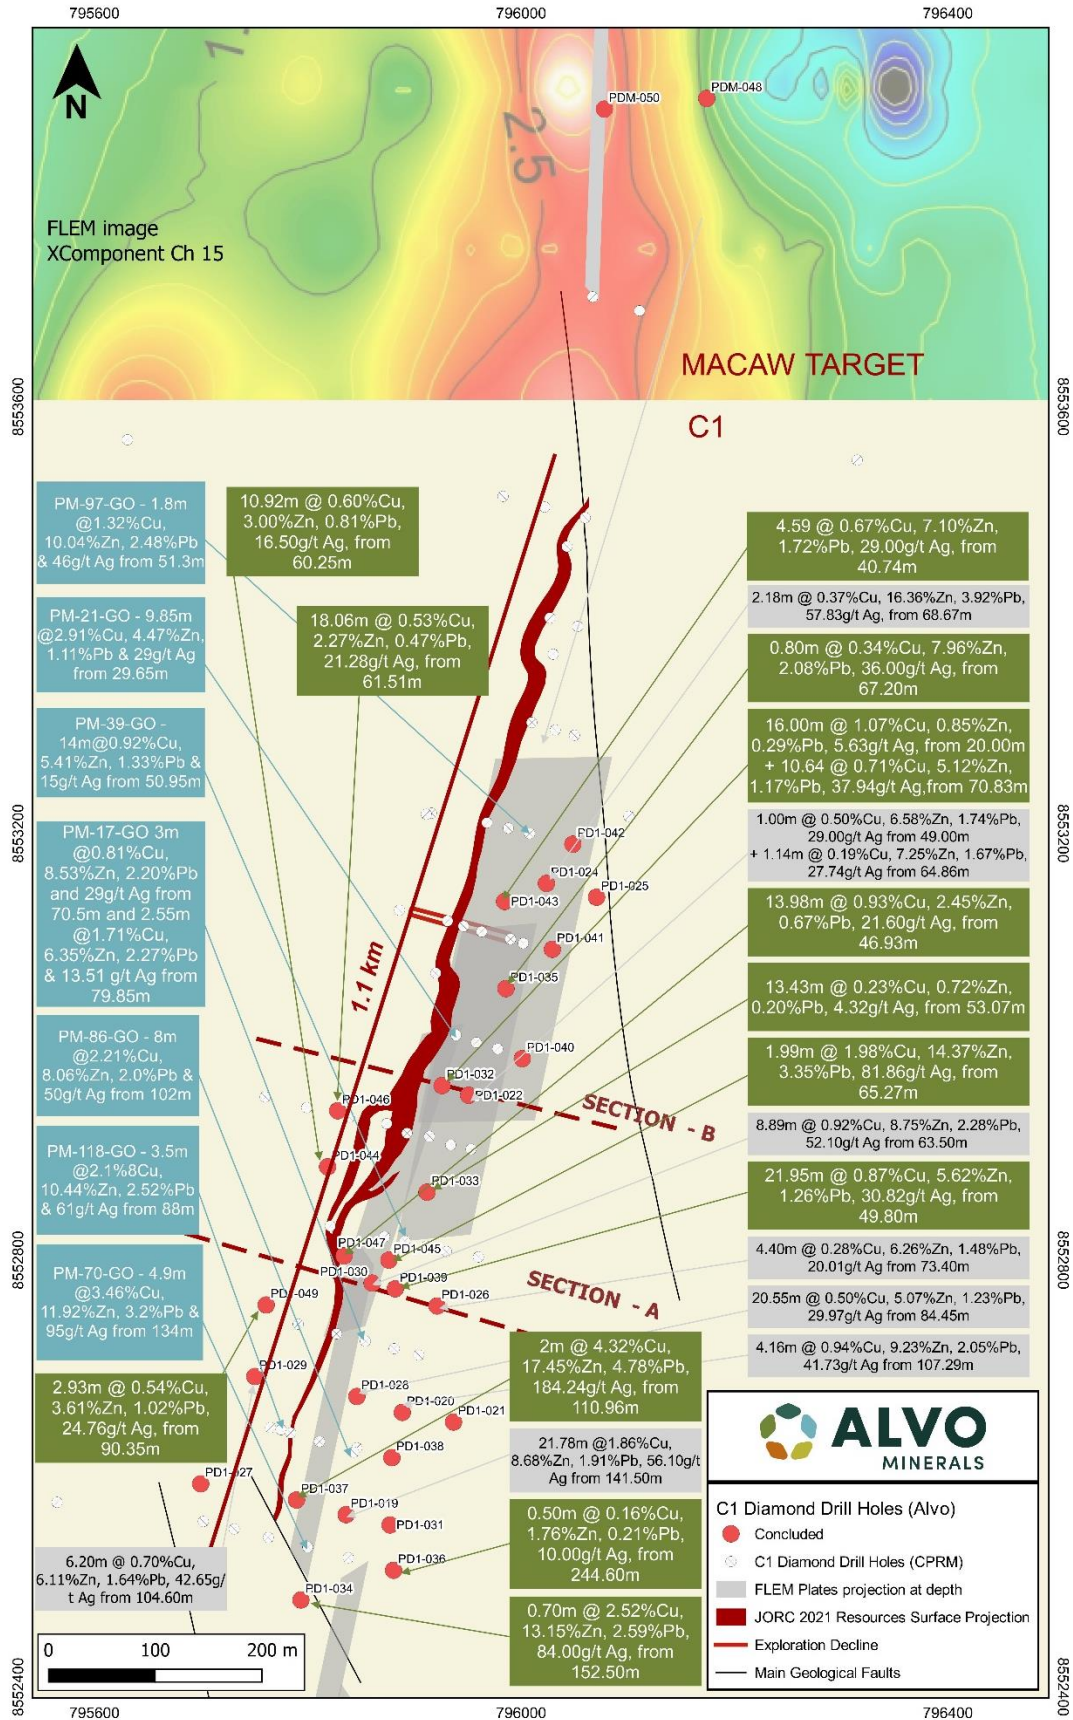 795600
796000
796400
N
PDM-050
PDM-048
-1
2.5
FLEM image
XComponent Ch 15
MACAW TARGET
C1
8553600
8553600
PM-97-GO - 1.8m
@1.32%Cu,
10.04%Zn, 2.48%Pb
& 46g/t Ag from 51.3m
10.92m @ 0.60%Cu,
3.00%Zn, 0.81%Pb,
16.50g/t Ag, from
60.25m
PM-21-GO - 9.85m
@2.91%Cu, 4.47%Zn,
1.11%Pb & 29g/t Ag
from 29.65m
18.06m @ 0.53%Cu,
2.27%Zn, 0.47%Pb,
21.28g/t Ag, from
61.51m
PM-39-GO -
14m@0.92%Cu,
5.41%Zn, 1.33%Pb &
15g/t Ag from 50.95m
PM-17-GO 3m
@0.81%Cu,
8.53%Zn, 2.20%Pb
and 29g/t Ag from
70.5m and 2.55m
@1.71%Cu,
6.35%Zn, 2.27%Pb
& 13.51 g/t Ag from
79.85m
PM-86-GO - 8m
@2.21%Cu,
8.06%Zn, 2.0%Pb &
50g/t Ag from 102m
PM-118-GO - 3.5m
@2.1%8Cu,
10.44%Zn, 2.52%Pb
& 61g/t Ag from 88m
PM-70-GO - 4.9m
@3.46%Cu,
11.92%Zn, 3.2%Pb &
95g/t Ag from 134m
2.93m @ 0.54%Cu,
3.61%Zn, 1.02%Pb,
24.76g/t Ag, from
90.35m
6.20m @ 0.70%Cu,
6.11%Zn, 1.64%Pb, 42.65g/
t Ag from 104.60m
4.59 @ 0.67%Cu, 7.10%Zn,
1.72%Pb, 29.00g/t Ag, from
40.74m
2.18m @ 0.37%Cu, 16.36%Zn, 3.92%Pb,
57.83g/t Ag, from 68.67m
0.80m @ 0.34%Cu, 7.96%Zn,
2.08%Pb, 36.00g/t Ag, from
67.20m
16.00m @ 1.07%Cu, 0.85%Zn,
0.29%Pb, 5.63g/t Ag, from 20.00m
+ 10.64 @ 0.71%Cu, 5.12%Zn,
1.17%Pb, 37.94g/t Ag,from 70.83m
1.00m @ 0.50%Cu, 6.58%Zn, 1.74%Pb,
29.00g/t Ag from 49.00m
+ 1.14m @ 0.19%Cu, 7.25%Zn, 1.67%Pb,
27.74g/t Ag from 64.86m
13.98m @ 0.93%Cu, 2.45%Zn,
0.67%Pb, 21.60g/t Ag, from
46.93m
13.43m @ 0.23%Cu, 0.72%Zn,
0.20%Pb, 4.32g/t Ag, from 53.07m
1.99m @ 1.98%Cu, 14.37%Zn,
3.35%Pb, 81.86g/t Ag, from
65.27m
8.89m @ 0.92%Cu, 8.75%Zn, 2.28%Pb,
52.10g/t Ag from 63.50m
21.95m @ 0.87%Cu, 5.62%Zn,
1.26%Pb, 30.82g/t Ag, from
49.80m
4.40m @ 0.28%Cu, 6.26%Zn, 1.48%Pb,
20.01g/t Ag from 73.40m
20.55m @ 0.50%Cu, 5.07%Zn, 1.23%Pb,
29.97g/t Ag from 84.45m
4.16m @ 0.94%Cu, 9.23%Zn, 2.05%Pb,
41.73g/t Ag from 107.29m
2m @ 4.32%Cu,
17.45%Zn, 4.78%Pb,
184.24g/t Ag, from
110.96m
21.78m @1.86%Cu,
8.68%Zn, 1.91%Pb, 56.10g/t
Ag from 141.50m
0.50m @ 0.16%Cu,
1.76%Zn, 0.21%Pb,
10.00g/t Ag, from
244.60m
0.70m @ 2.52%Cu,
13.15%Zn, 2.59%Pb,
84.00g/t Ag, from
152.50m
8553200
8553200
PD1-042
PD1-024
PD1-025
PD1-043
PD1-041
PD1-035
1.1 km
PD1-040
PD1-032
PD1-022
PD1-046
SECTION - B
PD1-044
PD1-033
PD1-047
PD1-045
PD1-030
PD1-039
PD1-026
SECTION - A
PD1-049
PD1-029
PD1-028
PD1-020
PD1-021
PD1-038
PD1-027
PD1-037
PD1-019
PD1-031
PD1-036
PD1-034
8552800
8552800
ALVO
MINERALS
C1 Diamond Drill Holes (Alvo)
Concluded
C1 Diamond Drill Holes (CPRM)
FLEM Plates projection at depth
JORC 2021 Resources Surface Projection
Exploration Decline
Main Geological Faults
0 100 200 m
8552400
8552400
795600
796000
796400